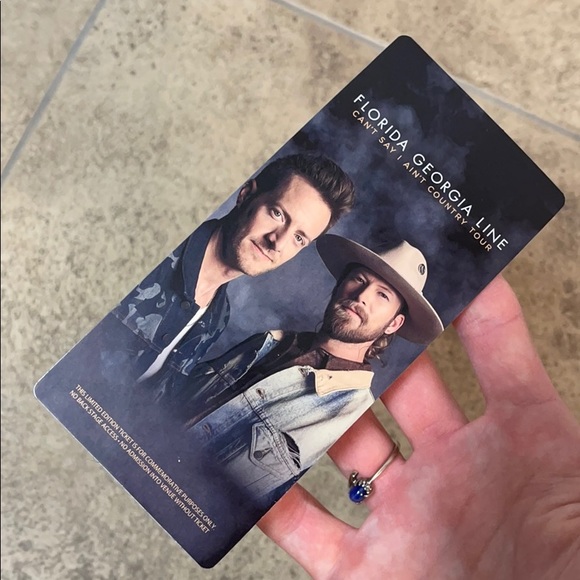 FLORIDA GEORGIA LINE
CAN'T SAY I AIN'T COUNTRY TOUR
THIS LIMITED EDITION TICKET IS FOR COMMEMORATIVE PURPOSES ONLY
NO BACK STAGE ACCESS • NO ADMISSION INTO VENUE WITHOUT TICKET